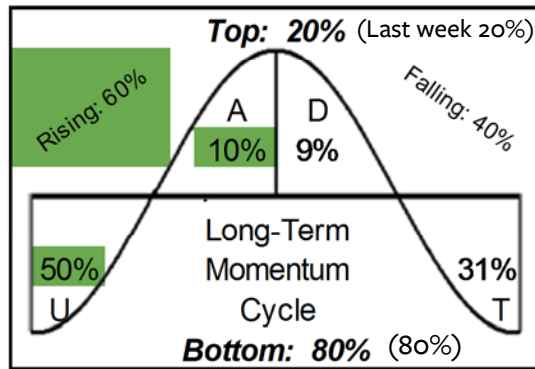 Top: 20% (Last week 20%)
Rising: 60%
Falling: 40%
A D
10% 9%
Long-Term
50% Momentum 31%
U Cycle T
Bottom: 80% (80%)